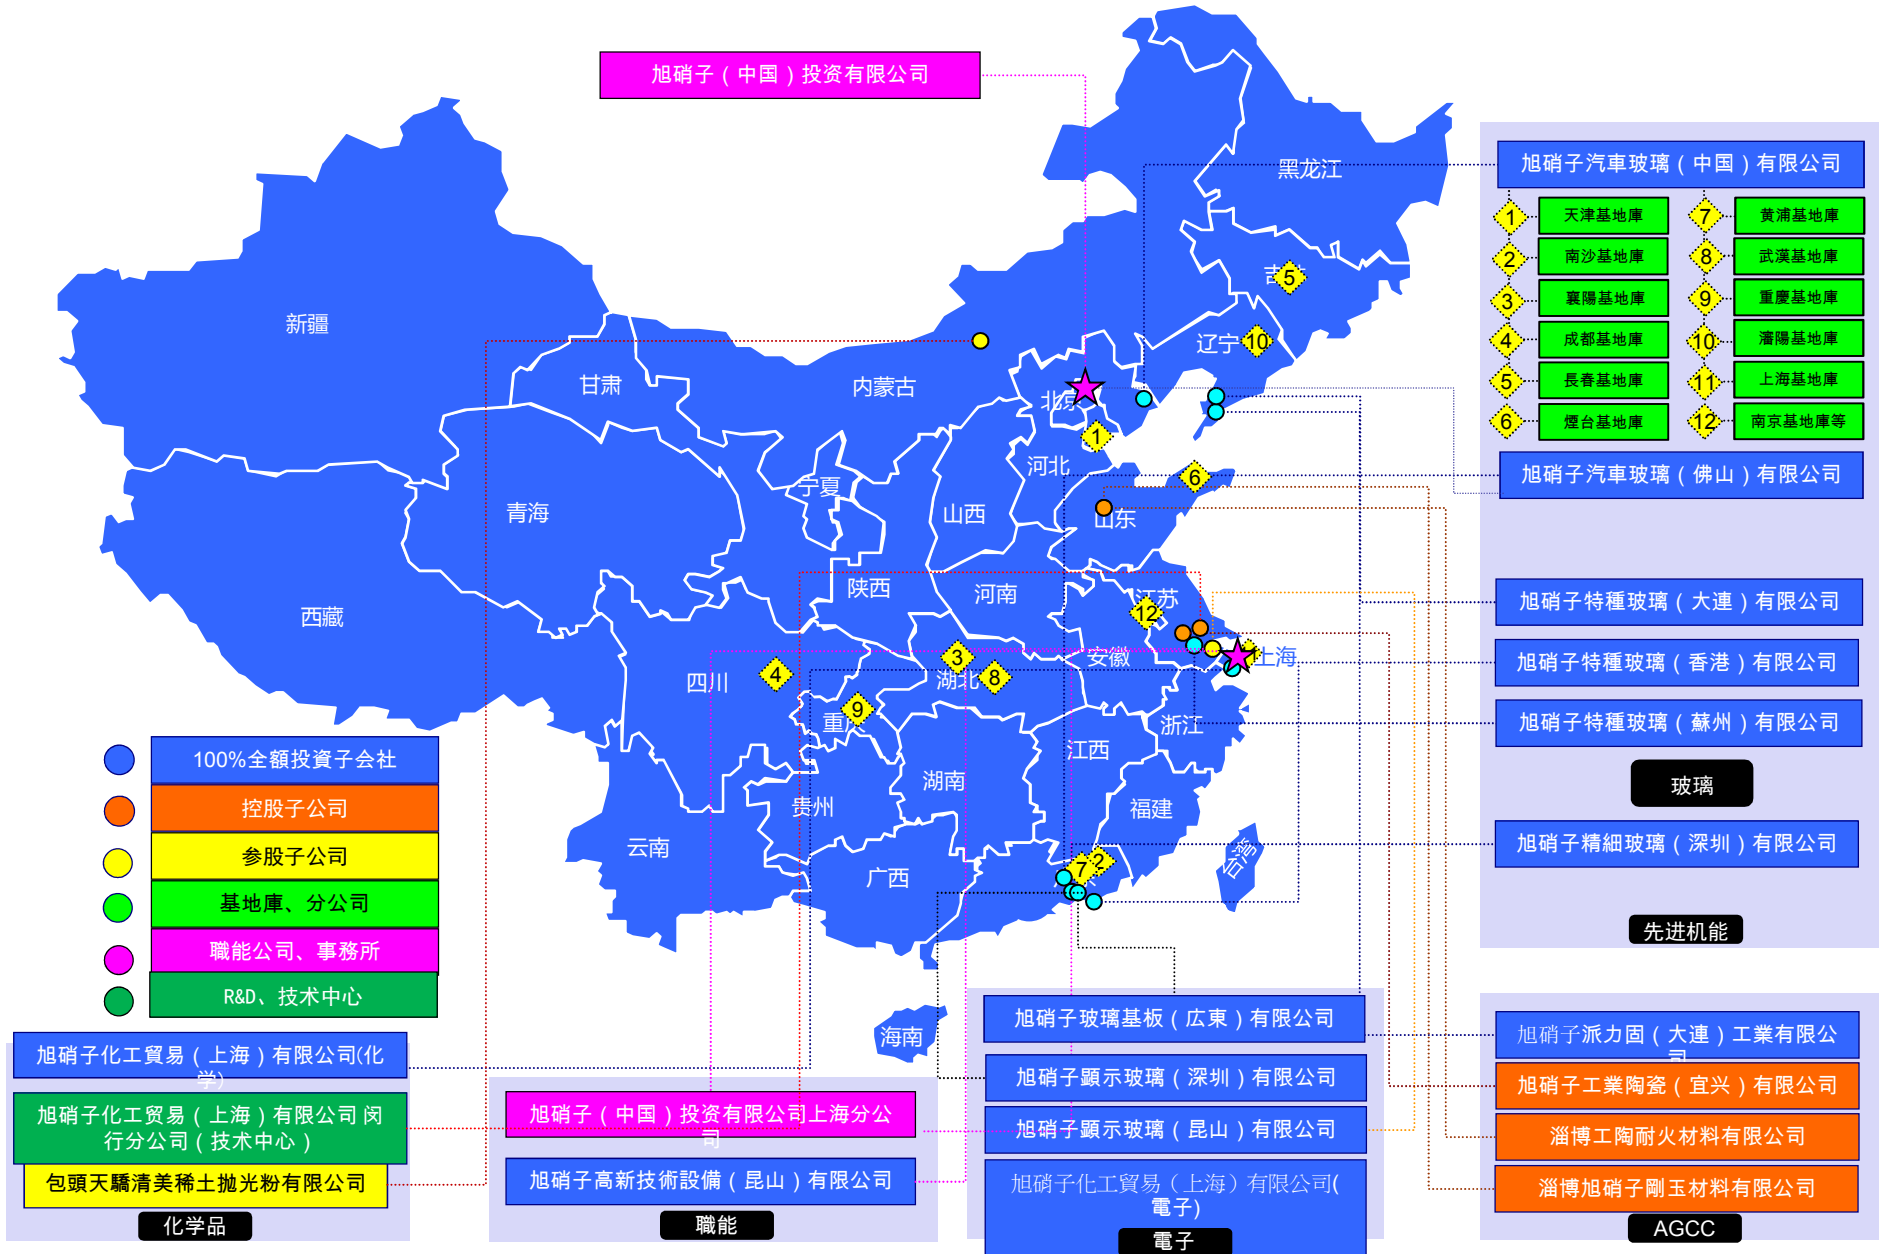 旭硝子（中国）投资有限公司
黑龙江
旭硝子汽車玻璃（中国）有限公司
1
天津基地庫
7
黄浦基地庫
2
南沙基地庫
8
武漢基地庫
3
襄陽基地庫
9
重慶基地庫
4
成都基地庫
10
瀋陽基地庫
5
長春基地庫
11
上海基地庫
6
煙台基地庫
12
南京基地庫等
旭硝子汽車玻璃（佛山）有限公司
旭硝子特種玻璃（大連）有限公司
旭硝子特種玻璃（香港）有限公司
旭硝子特種玻璃（蘇州）有限公司
玻璃
旭硝子精細玻璃（深圳）有限公司
先进机能
5
新疆
辽宁
10
甘肃
内蒙古
北京
1
河北
6
宁夏
青海
山西
山东
陕西
河南
江苏
12
西藏
安徽
上海
3
四川
4
湖北
8
9
浙江
江西
湖南
贵州
福建
云南
台湾
广西
7
2
海南
100%全額投資子会社
控股子公司
参股子公司
基地庫、分公司
職能公司、事務所
R&D、技术中心
旭硝子化工貿易（上海）有限公司(化
学)
旭硝子化工贸易（上海）有限公司 闵
行分公司（技术中心）
包頭天驕清美稀土抛光粉有限公司
化学品
旭硝子（中国）投资有限公司上海分公
司
旭硝子高新技術設備（昆山）有限公司
職能
旭硝子玻璃基板（広東）有限公司
旭硝子顕示玻璃（深圳）有限公司
旭硝子顕示玻璃（昆山）有限公司
旭硝子化工貿易（上海）有限公司(
電子)
電子
旭硝子派力固（大連）工業有限公
司
旭硝子工業陶瓷（宜兴）有限公司
淄博工陶耐火材料有限公司
淄博旭硝子剛玉材料有限公司
AGCC